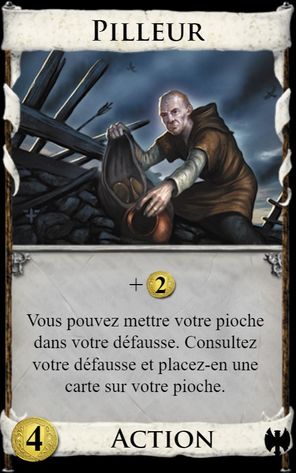 PILLEUR
+ 2
Vous pouvez mettre votre pioche
dans votre défausse. Consultez
votre défausse et placez-en une
carte sur votre pioche.
4 ACTION